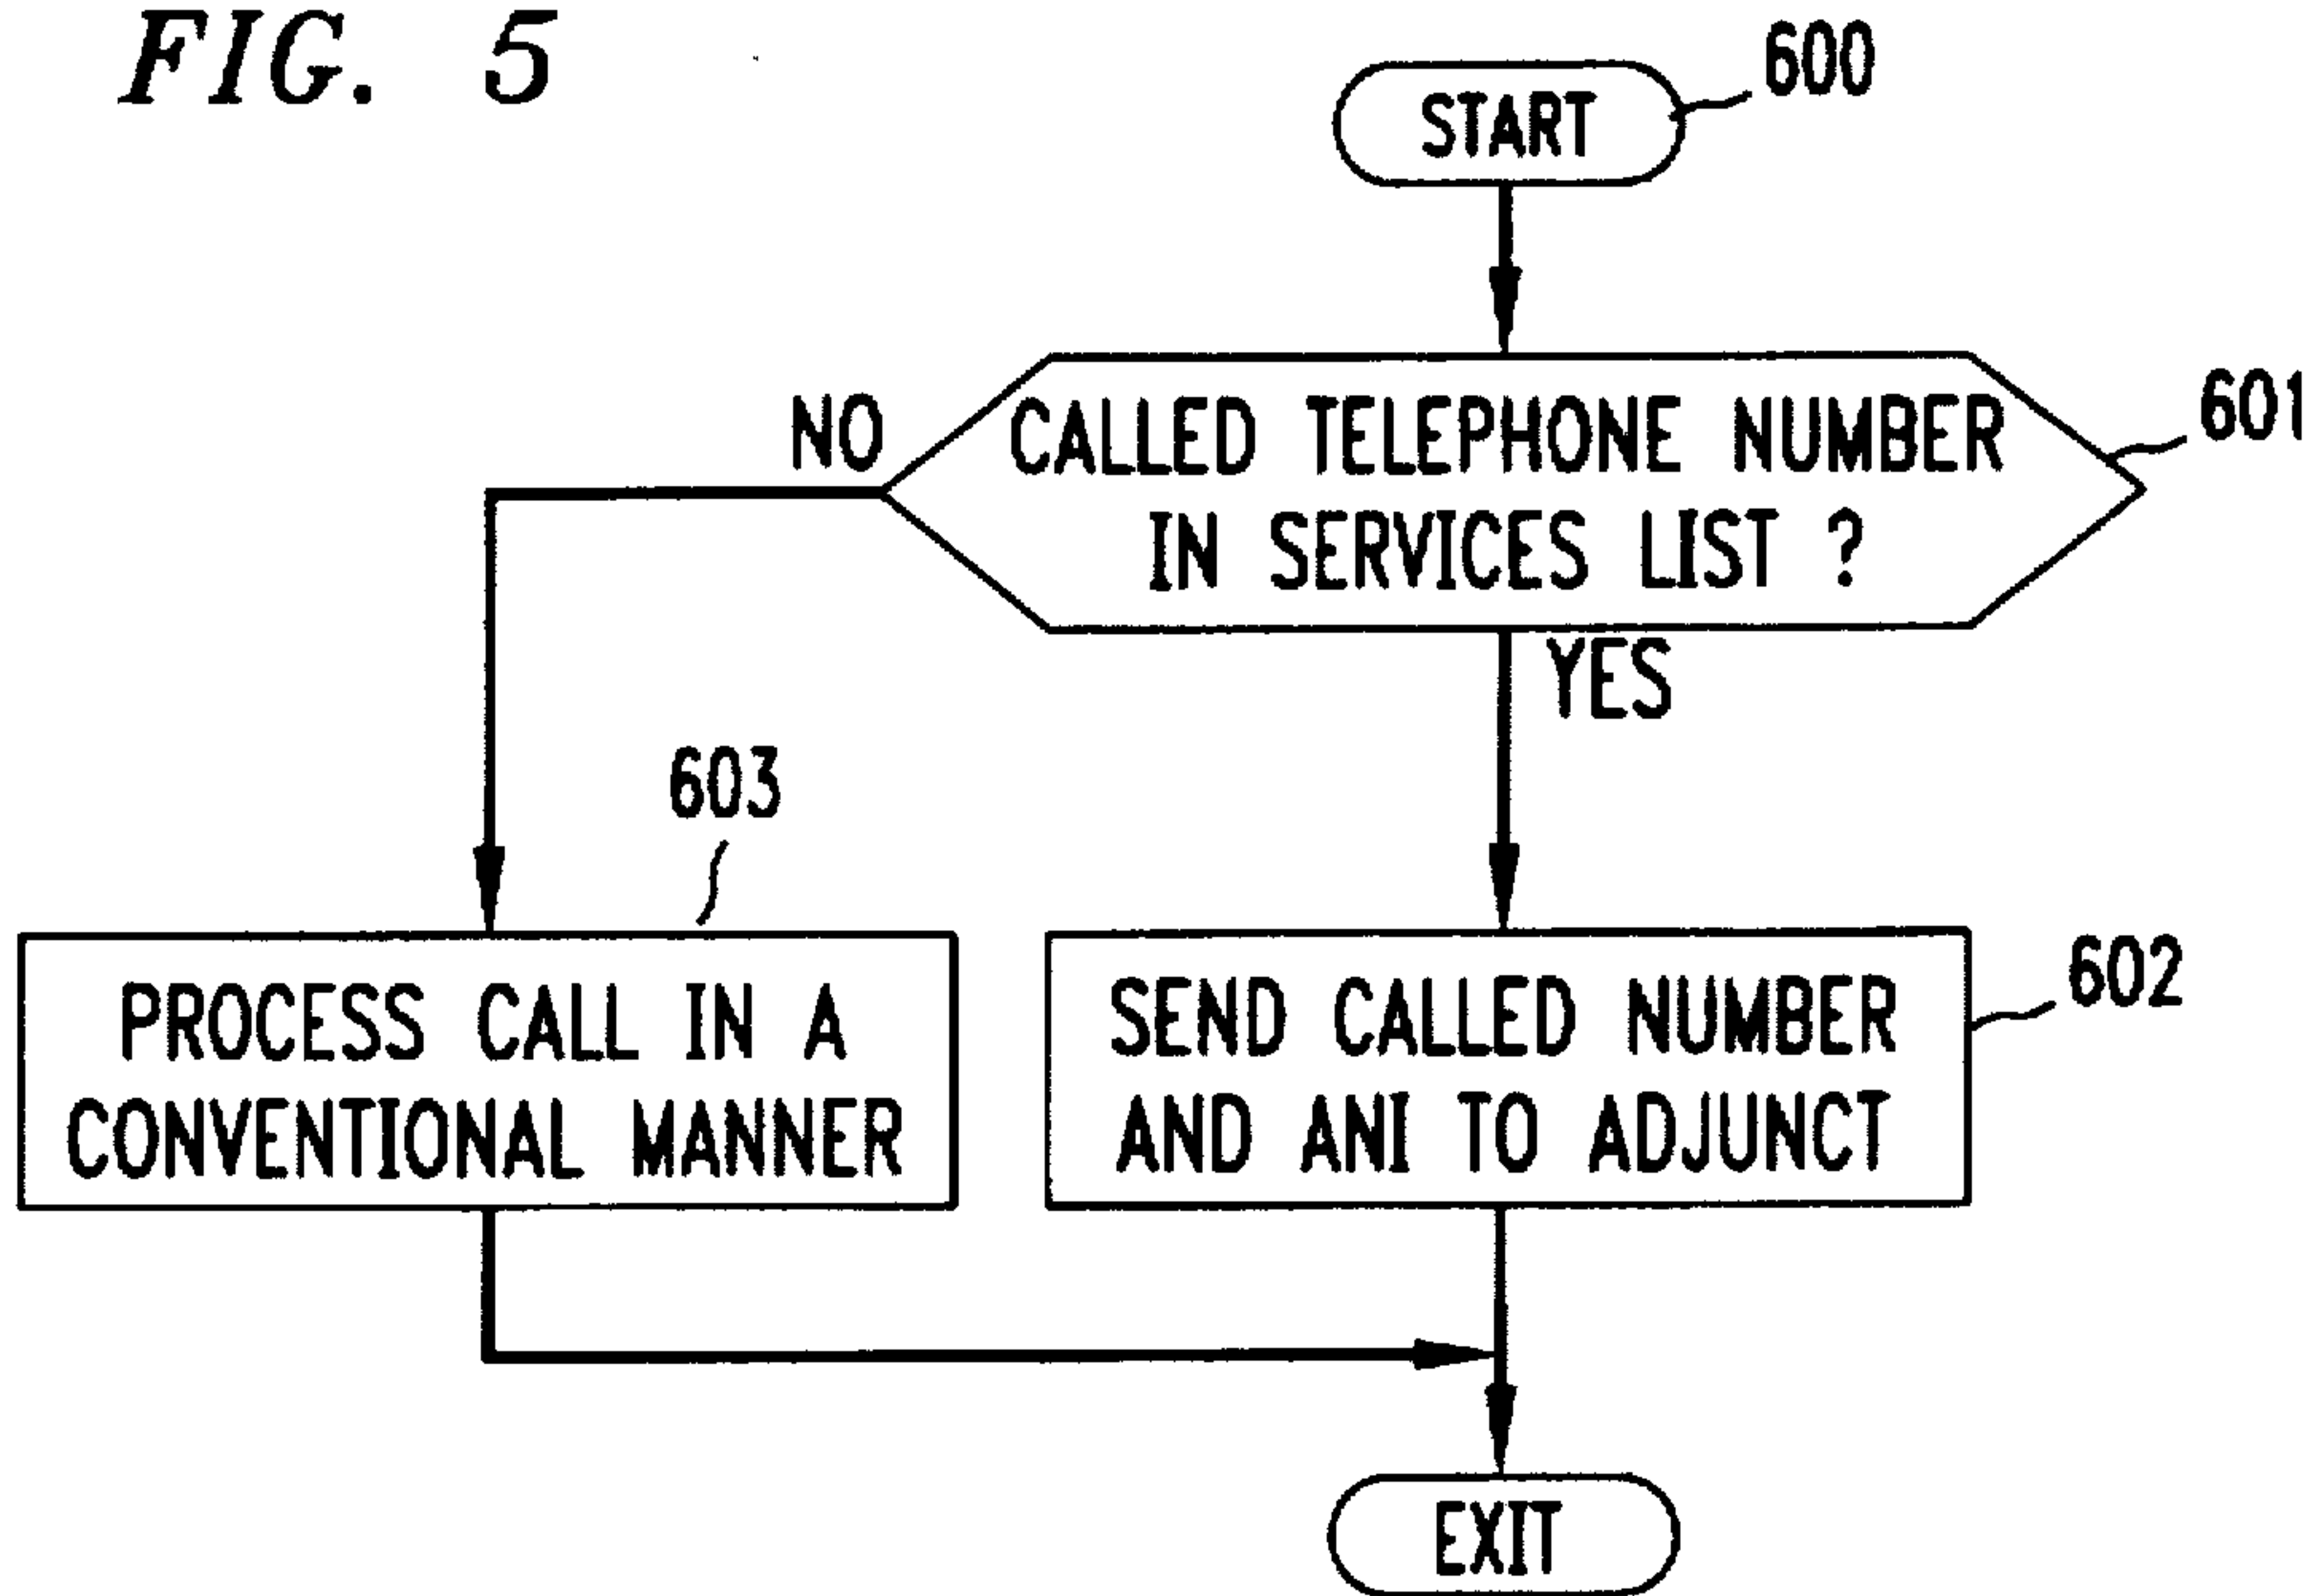 FIG. 5
600
START
601
NO
CALLED TELEPHONE NUMBER
IN SERVICES LIST ?
YES
603
PROCESS CALL IN A
CONVENTIONAL MANNER
602
SEND CALLED NUMBER
AND ANI TO ADJUNCT
EXIT